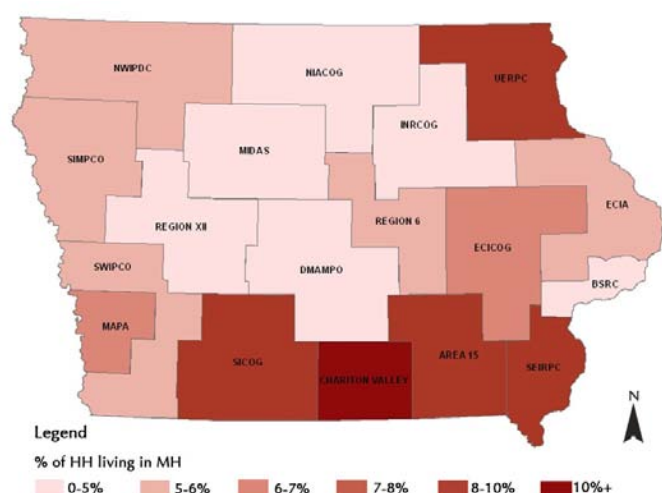 NWIPDC
NIACOG
UERPC
INRCOG
SIMPCO
MIDAS
ECIA
REGION XII
REGION 6
ECICOG
SWIPCO
DMAMPO
BSRC
MAPA
SICOG
CHARITON VALLEY
AREA 15
SEIRPC
N
Legend
% of HH living in MH
0-5% 5-6% 6-7% 7-8% 8-10% 10%+